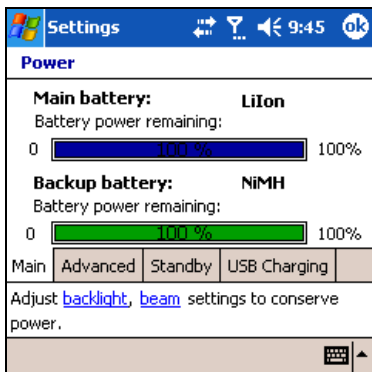 Settings 9:45 ok
Power
Main battery: LiIon
Battery power remaining:
0 100 % 100%
Backup battery: NiMH
Battery power remaining:
0 100 % 100%
Main Advanced Standby USB Charging
Adjust backlight, beam settings to conserve
power.